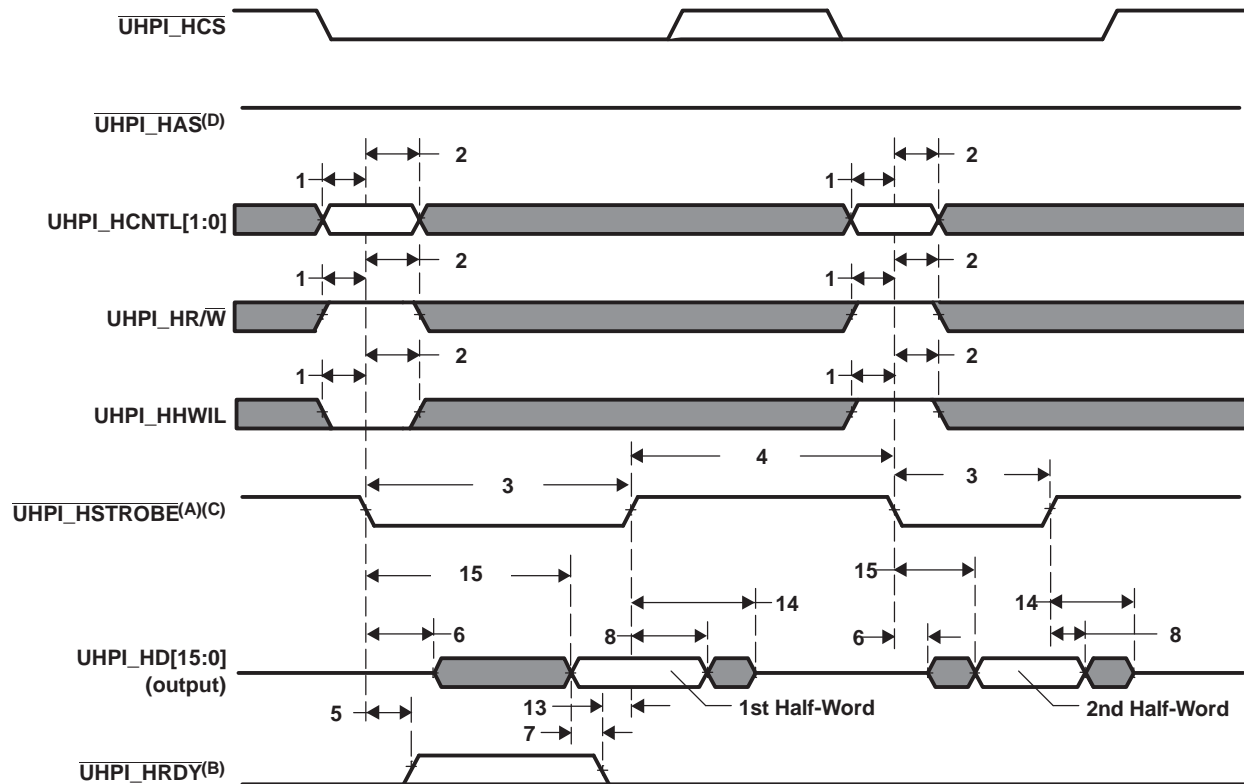 UHPI_HCS
UHPI_HAS(D)
2
2
1
1
UHPI_HCNTL[1:0]
2
2
1
1
UHPI_HR/W
2
2
1
1
UHPI_HHWIL
4
3
3
UHPI_HSTROBE(A)(C)
15
15
14
14
6
8
6
8
UHPI_HD[15:0]
(output)
5
13
1st Half-Word
2nd Half-Word
7
UHPI_HRDY(B)